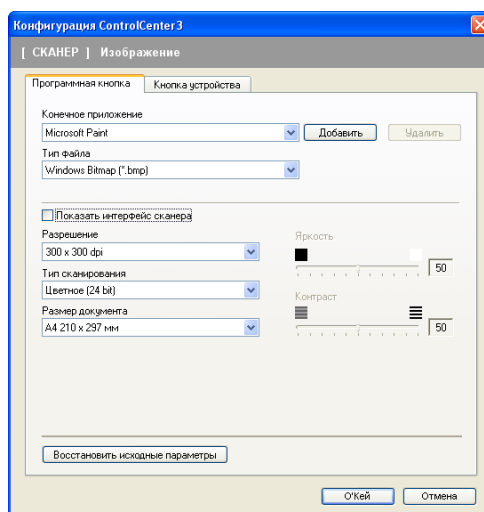 Конфигурация ControlCenter3
[ СКАНЕР ] Изображение
Программная кнопка Кнопка устройства
Конечное приложение
Microsoft Paint Добавить Удалить
Тип файла
Windows Bitmap (*.bmp)
Показать интерфейс сканера
Разрешение Яркость
300 x 300 dpi 50
Тип сканирования
Цветное (24 bit)
Контраст
Размер документа
A4 210 x 297 мм 50
Восстановить исходные параметры
О'Кей Отмена